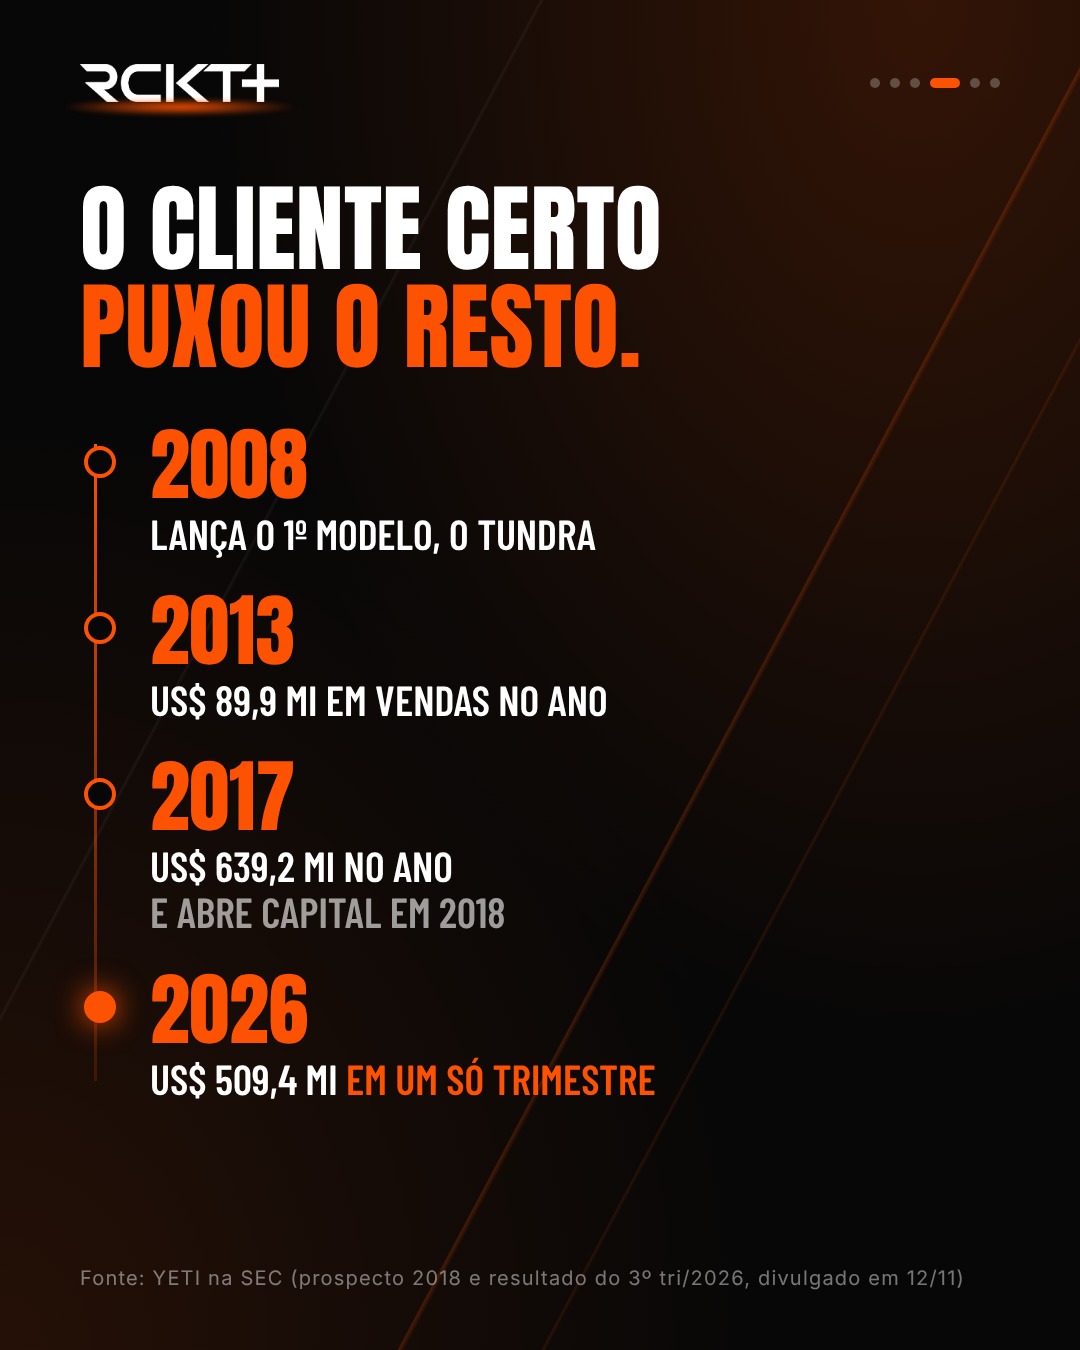 RCKT+
O CLIENTE CERTO
PUXOU O RESTO.
2008
LANÇA O 1º MODELO, O TUNDRA
2013
US$ 89,9 MI EM VENDAS NO ANO
2017
US$ 639,2 MI NO ANO
E ABRE CAPITAL EM 2018
2026
US$ 509,4 MI EM UM SÓ TRIMESTRE
Fonte: YETI na SEC (prospecto 2018 e resultado do 3º tri/2026, divulgado em 12/11)